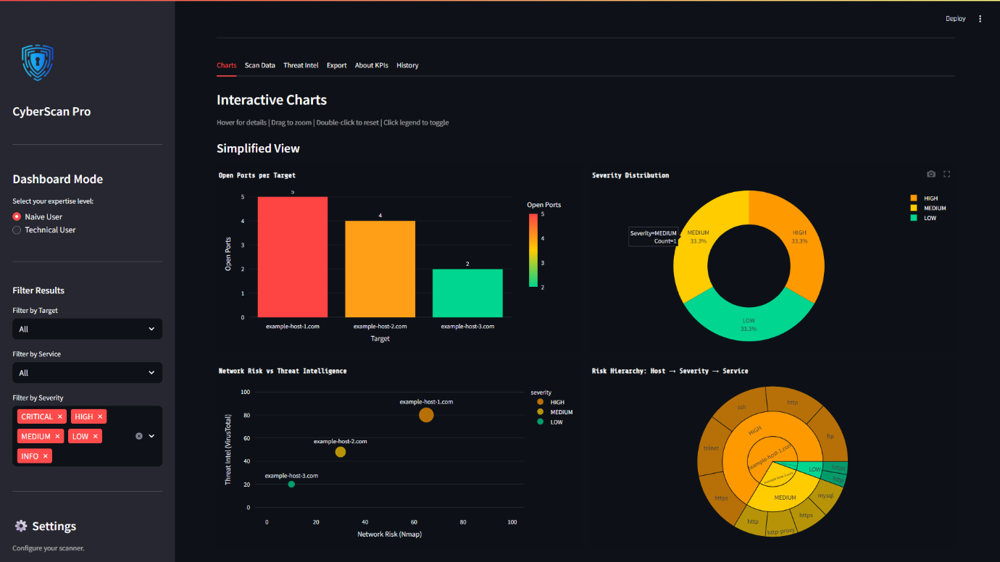 Deploy
CyberScan Pro
Dashboard Mode
Select your expertise level:
Naive User
Technical User
Filter Results
Filter by Target
All
Filter by Service
All
Filter by Severity
CRITICAL ×
HIGH ×
MEDIUM ×
LOW ×
INFO ×
Settings
Configure your scanner.
Charts Scan Data Threat Intel Export About KPIs History
Interactive Charts
Hover for details | Drag to zoom | Double-click to reset | Click legend to toggle
Simplified View
Open Ports per Target
5
4
3
2
1
0
Open Ports
5
4
2
example-host-1.com example-host-2.com example-host-3.com
Target
Open Ports
5
4
3
2
Severity Distribution
HIGH
MEDIUM
LOW
Severity=MEDIUM
Count=1
MEDIUM
33.3%
HIGH
33.3%
LOW
33.3%
Network Risk vs Threat Intelligence
100
80
60
40
20
0
Threat Intel (VirusTotal)
example-host-1.com
example-host-2.com
example-host-3.com
0 20 40 60 80 100
Network Risk (Nmap)
severity
HIGH
MEDIUM
LOW
Risk Hierarchy: Host → Severity → Service
ssh
http
ftp
telnet
https
HIGH
example-host-1.com
example-host-2.com
LOW
https
http
MEDIUM
mysql
https
http-proxy
http